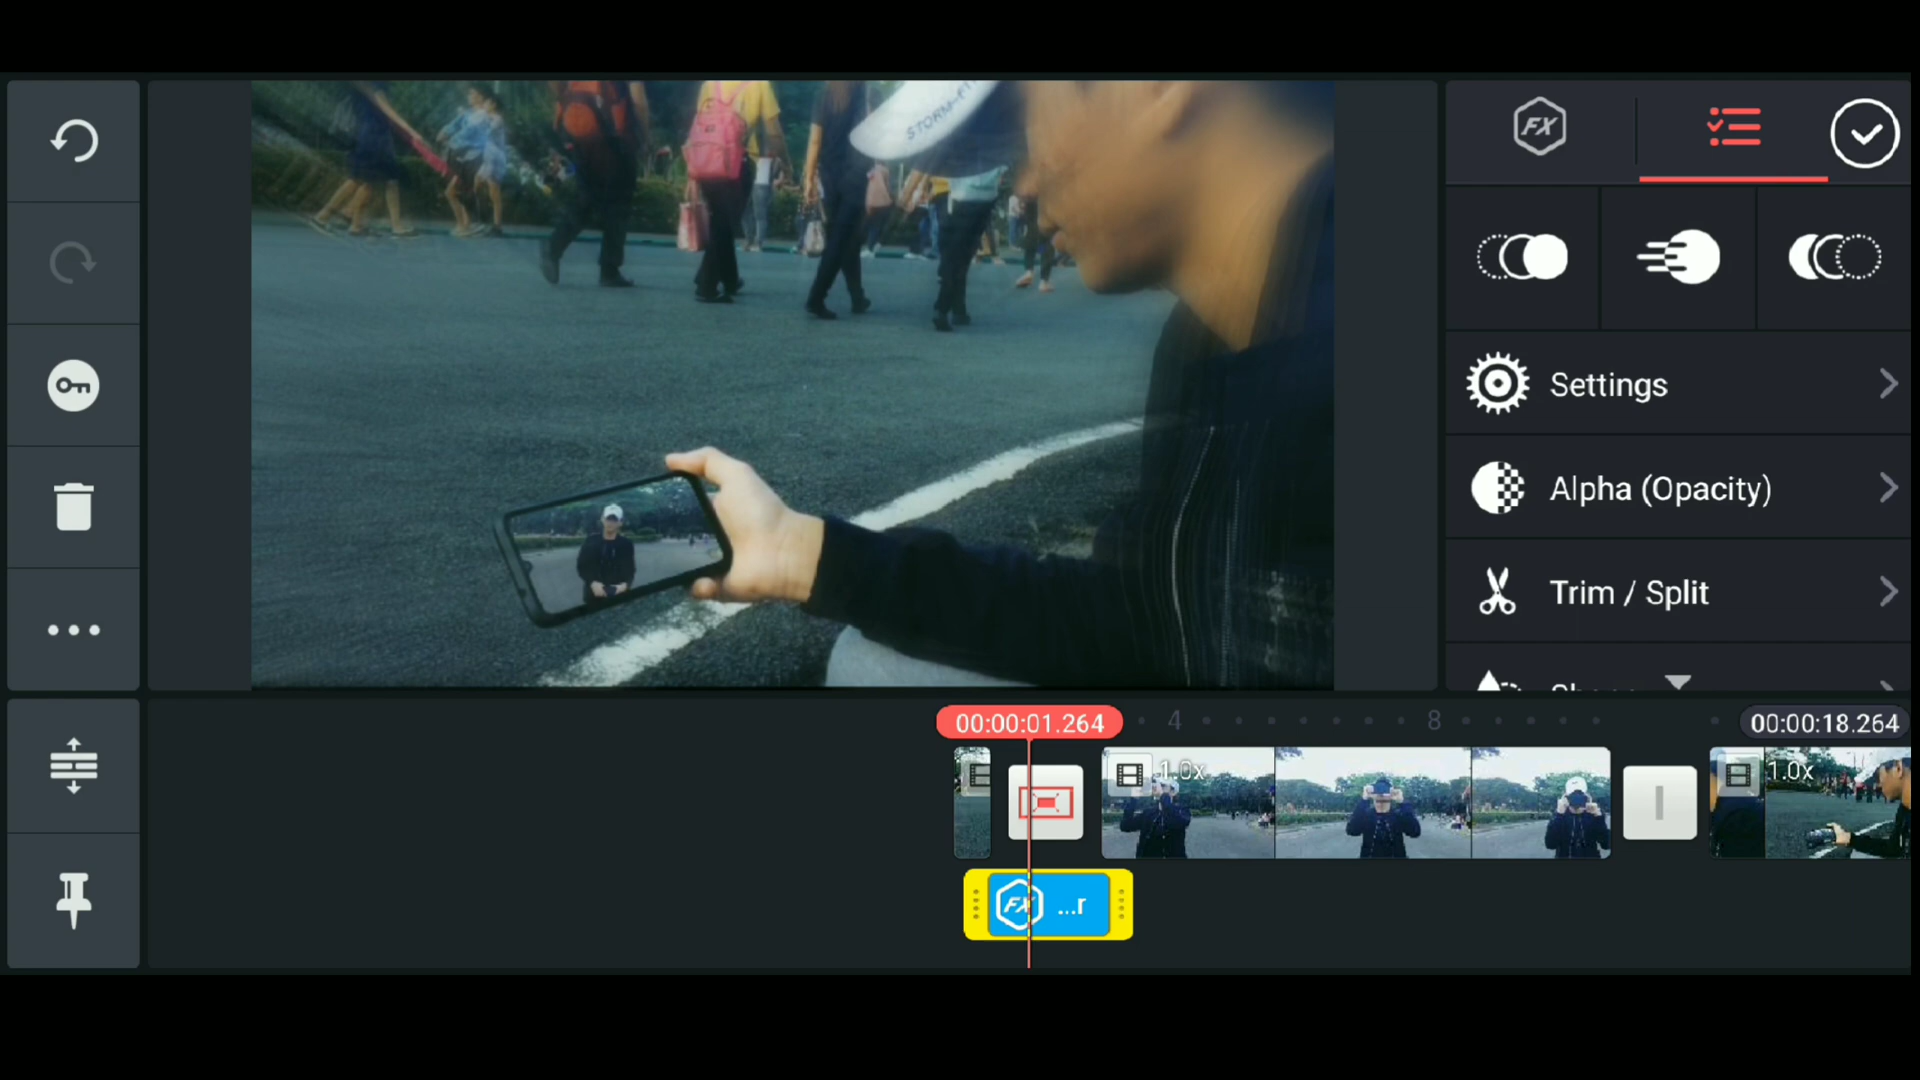 STORM-
FX
Settings
Alpha (Opacity)
Trim / Split
00:00:01.264
4
8
00:00:18.264
1.0x
1.0x
FX ...r